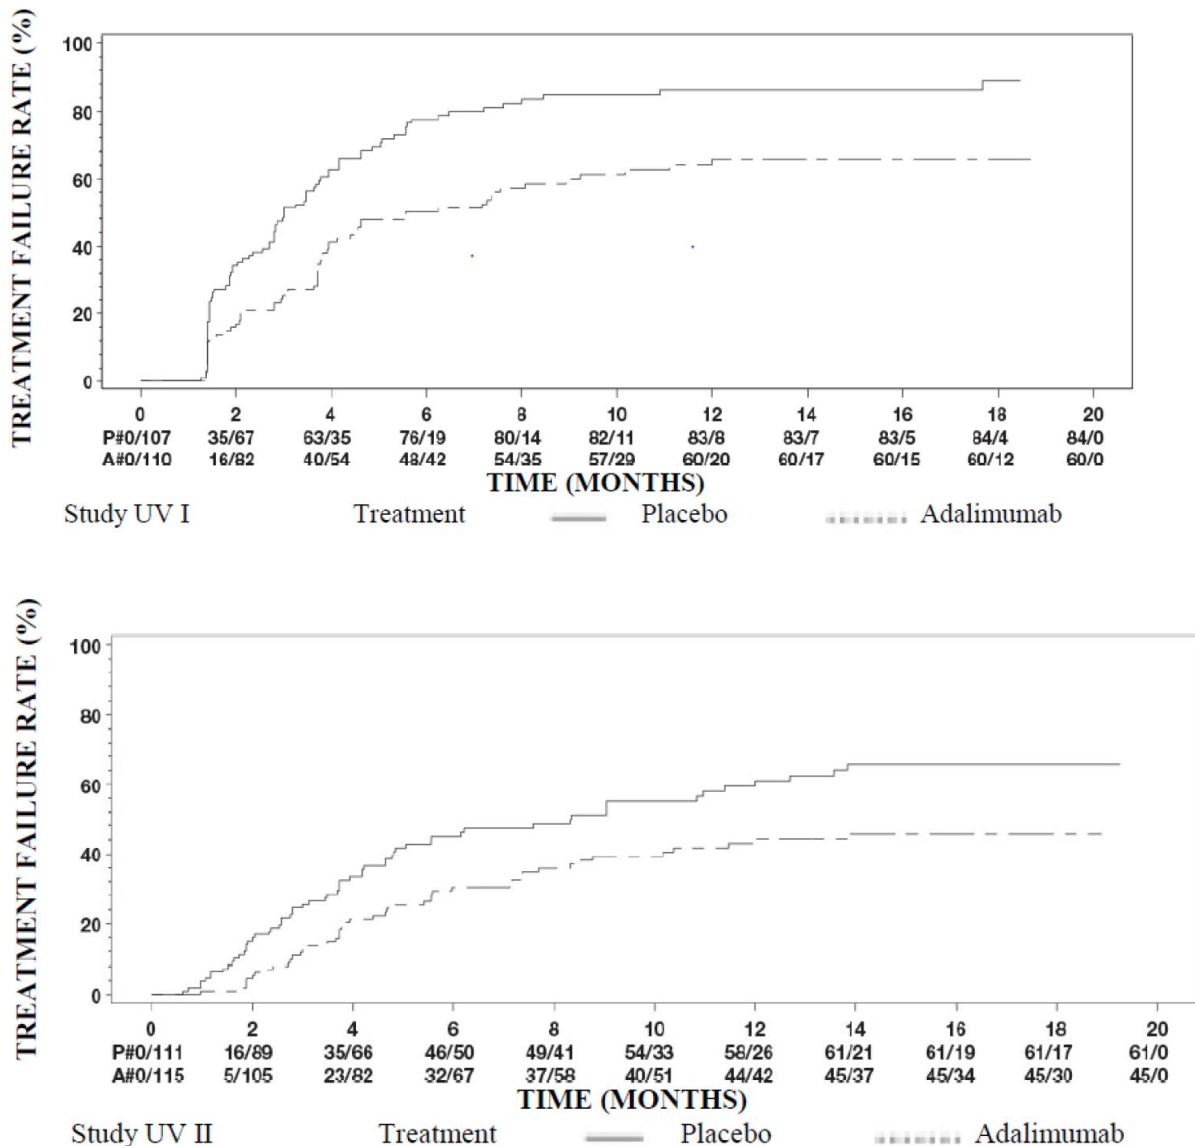 TREATMENT FAILURE RATE (%)
100
80
60
40
20
0
0 2 4 6 8 10 12 14 16 18 20
P#0/107 35/67 63/35 76/19 80/14 82/11 83/8 83/7 83/5 84/4 84/0
A#0/110 16/82 40/54 48/42 54/35 57/29 60/20 60/17 60/15 60/12 60/0
TIME (MONTHS)
Study UV I Treatment Placebo Adalimumab
TREATMENT FAILURE RATE (%)
100
80
60
40
20
0
0 2 4 6 8 10 12 14 16 18 20
P#0/111 16/89 35/66 46/50 49/41 54/33 58/26 61/21 61/19 61/17 61/0
A#0/115 5/105 23/82 32/67 37/58 40/51 44/42 45/37 45/34 45/30 45/0
TIME (MONTHS)
Study UV II Treatment Placebo Adalimumab